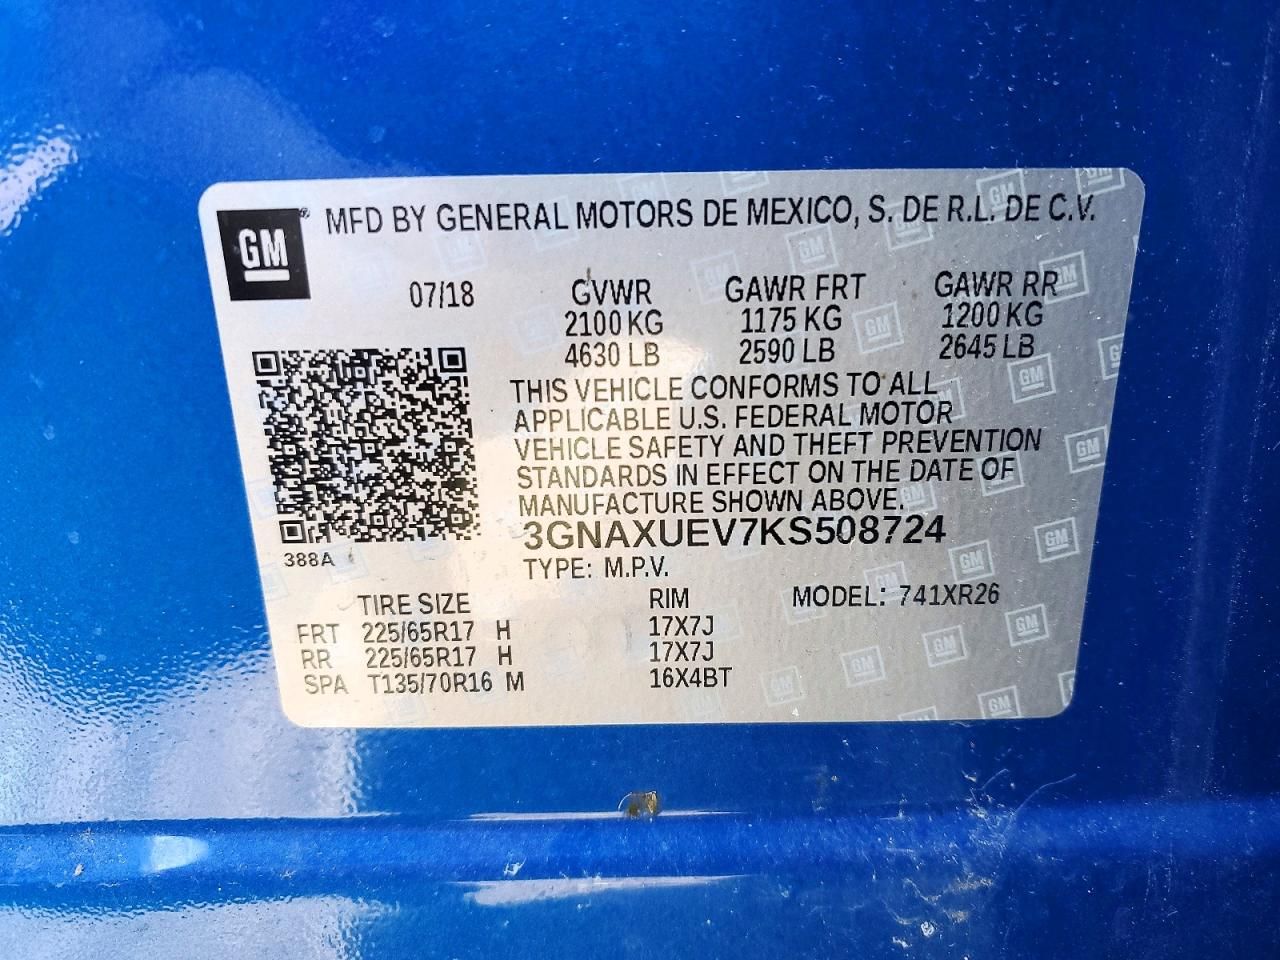 GM® MFD BY GENERAL MOTORS DE MEXICO, S. DE R.L. DE C.V.
07/18 GVWR GAWR FRT GAWR RR
2100 KG 1175 KG 1200 KG
4630 LB 2590 LB 2645 LB
THIS VEHICLE CONFORMS TO ALL
APPLICABLE U.S. FEDERAL MOTOR
VEHICLE SAFETY AND THEFT PREVENTION
STANDARDS IN EFFECT ON THE DATE OF
MANUFACTURE SHOWN ABOVE.
3GNAXUEV7KS508724
388A
TYPE: M.P.V.
TIRE SIZE RIM MODEL: 741XR26
FRT 225/65R17 H 17X7J
RR 225/65R17 H 17X7J
SPA T135/70R16 M 16X4BT
4